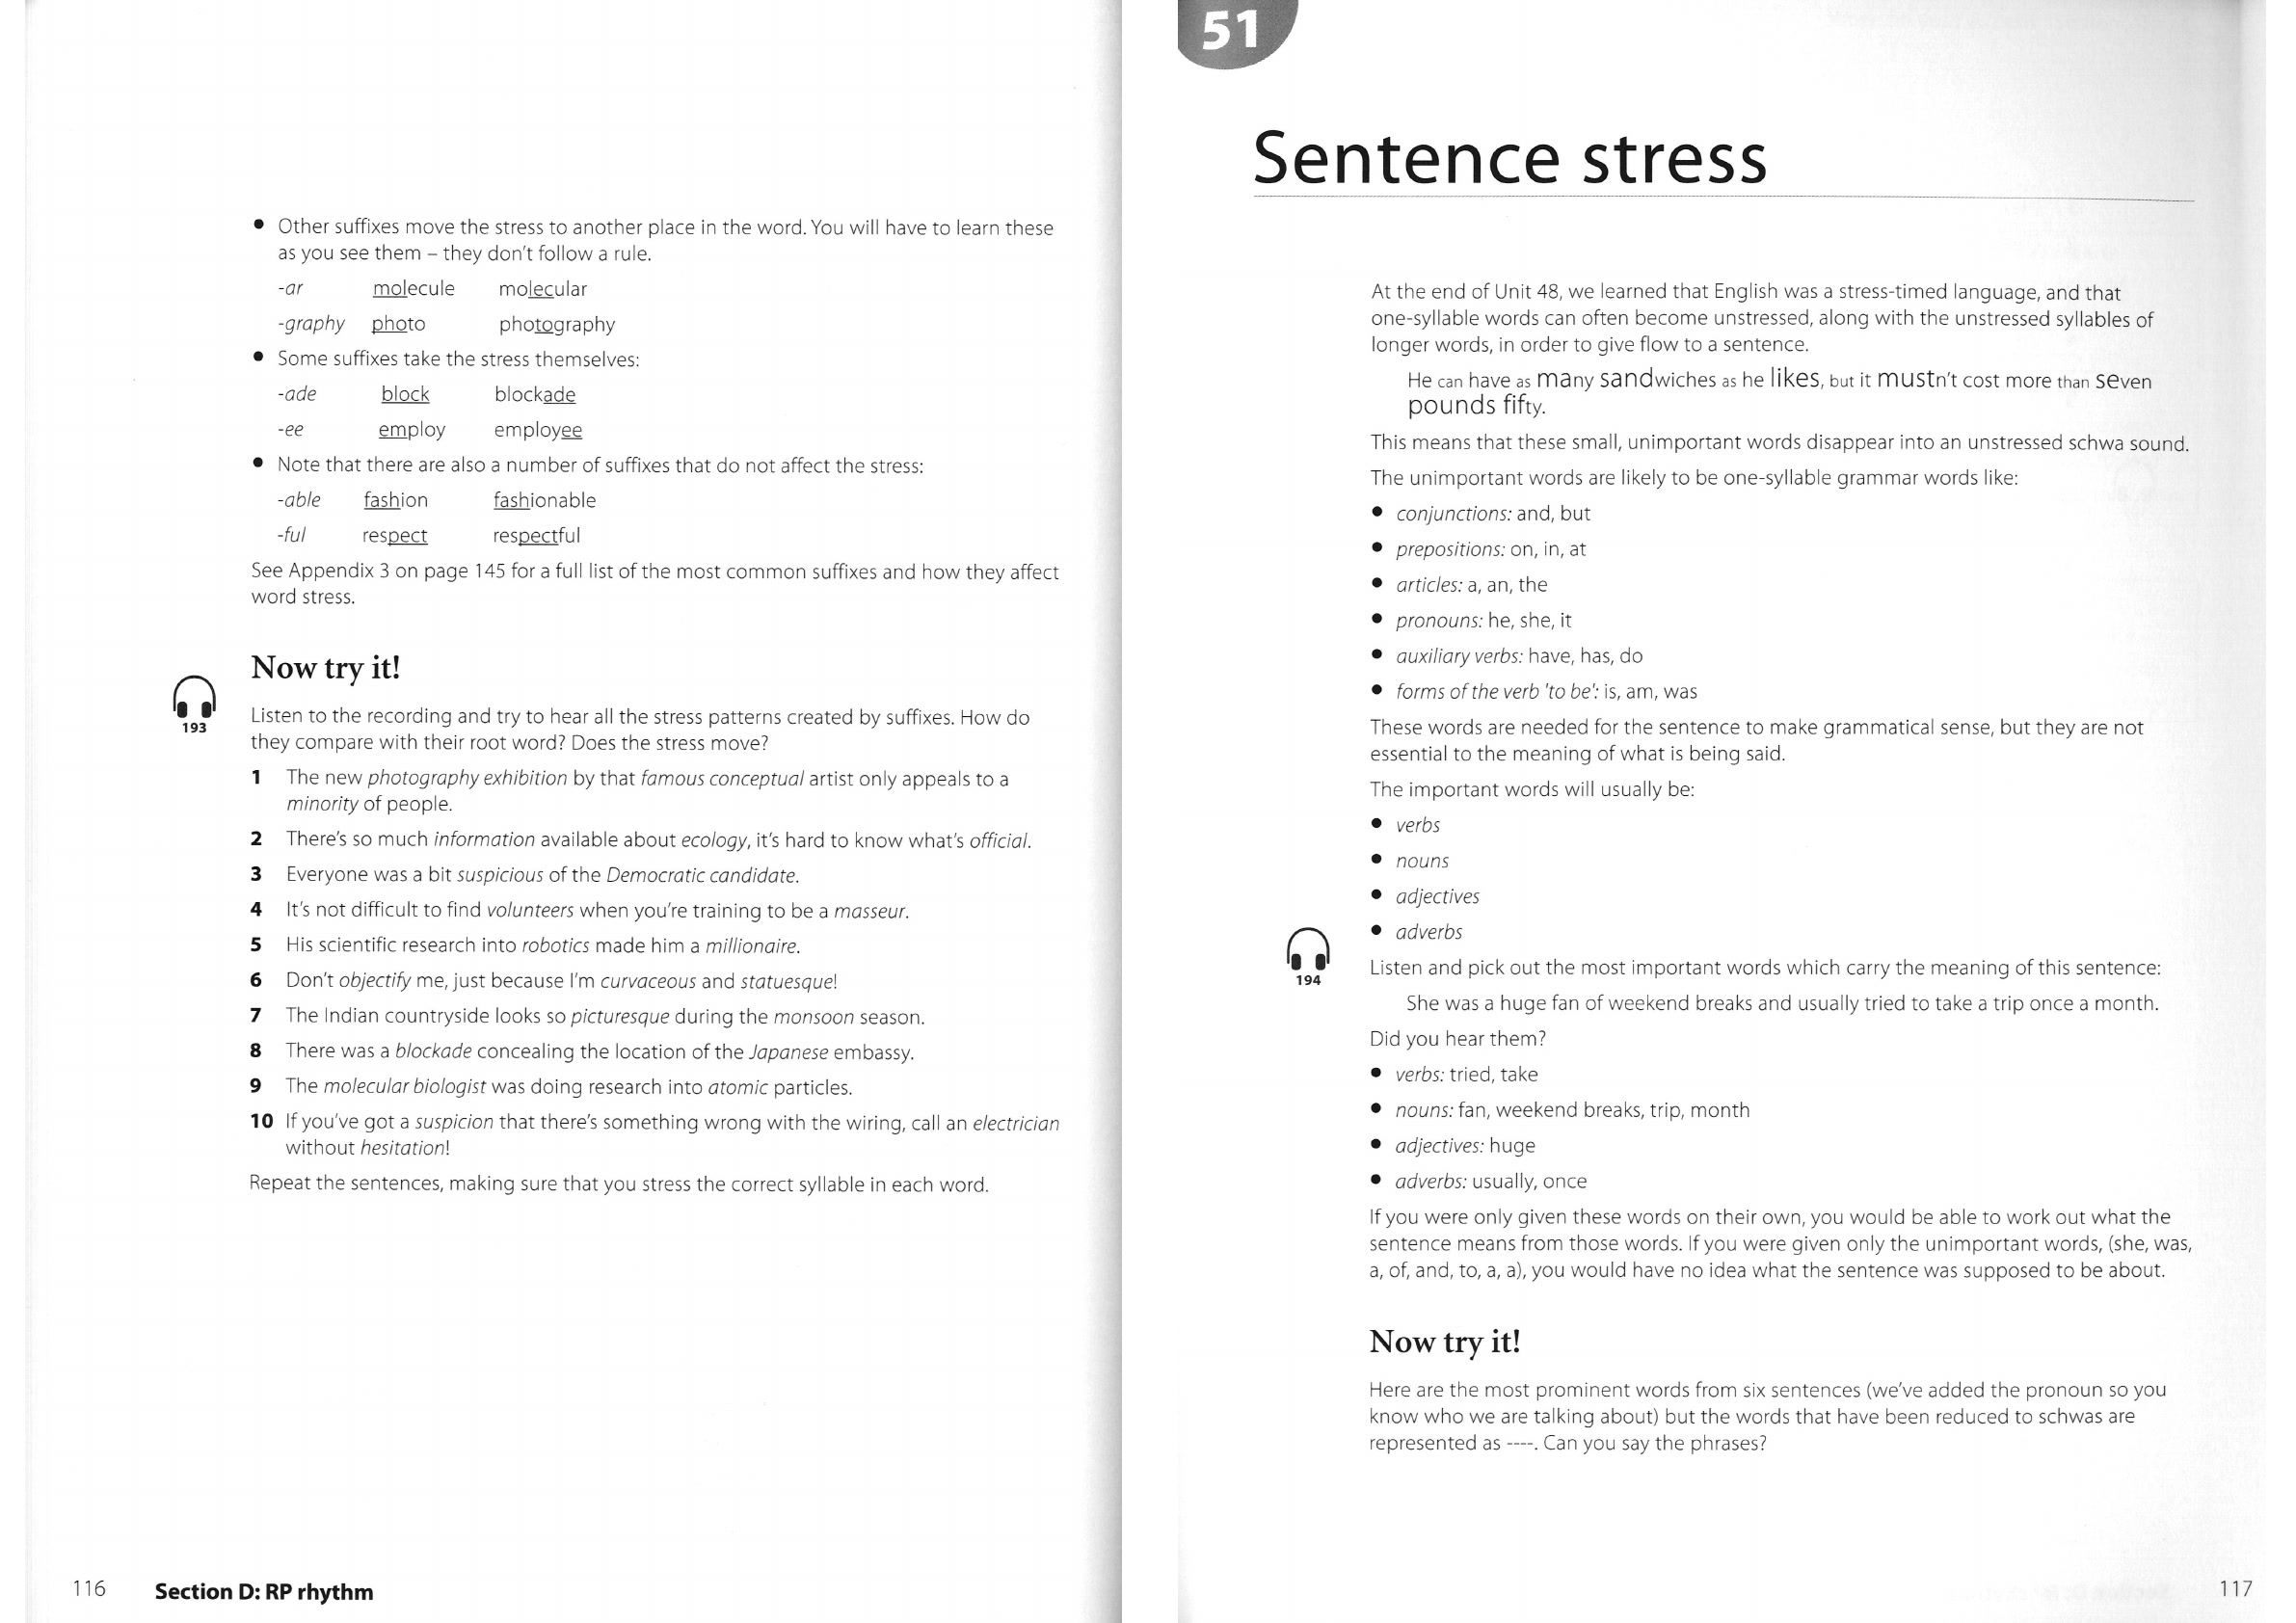 • Other suffixes move the stress to another place in the word. You will have to learn these
as you see them – they don't follow a rule.
-ar molecule molecular
-graphy photo photography
• Some suffixes take the stress themselves:
-ade block blockade
-ee employ employee
• Note that there are also a number of suffixes that do not affect the stress:
-able fashion fashionable
-ful respect respectful
See Appendix 3 on page 145 for a full list of the most common suffixes and how they affect
word stress.
Now try it!
193
Listen to the recording and try to hear all the stress patterns created by suffixes. How do
they compare with their root word? Does the stress move?
1 The new photography exhibition by that famous conceptual artist only appeals to a
minority of people.
2 There's so much information available about ecology, it's hard to know what's official.
3 Everyone was a bit suspicious of the Democratic candidate.
4 It's not difficult to find volunteers when you're training to be a masseur.
5 His scientific research into robotics made him a millionaire.
6 Don't objectify me, just because I'm curvaceous and statuesque!
7 The Indian countryside looks so picturesque during the monsoon season.
8 There was a blockade concealing the location of the Japanese embassy.
9 The molecular biologist was doing research into atomic particles.
10 If you've got a suspicion that there's something wrong with the wiring, call an electrician
without hesitation!
Repeat the sentences, making sure that you stress the correct syllable in each word.
116 Section D: RP rhythm
51
Sentence stress
At the end of Unit 48, we learned that English was a stress-timed language, and that
one-syllable words can often become unstressed, along with the unstressed syllables of
longer words, in order to give flow to a sentence.
He can have as many sandwiches as he likes, but it mustn't cost more than seven
pounds fifty.
This means that these small, unimportant words disappear into an unstressed schwa sound.
The unimportant words are likely to be one-syllable grammar words like:
• conjunctions: and, but
• prepositions: on, in, at
• articles: a, an, the
• pronouns: he, she, it
• auxiliary verbs: have, has, do
• forms of the verb 'to be': is, am, was
These words are needed for the sentence to make grammatical sense, but they are not
essential to the meaning of what is being said.
The important words will usually be:
• verbs
• nouns
• adjectives
• adverbs
194
Listen and pick out the most important words which carry the meaning of this sentence:
She was a huge fan of weekend breaks and usually tried to take a trip once a month.
Did you hear them?
• verbs: tried, take
• nouns: fan, weekend breaks, trip, month
• adjectives: huge
• adverbs: usually, once
If you were only given these words on their own, you would be able to work out what the
sentence means from those words. If you were given only the unimportant words, (she, was,
a, of, and, to, a, a), you would have no idea what the sentence was supposed to be about.
Now try it!
Here are the most prominent words from six sentences (we've added the pronoun so you
know who we are talking about) but the words that have been reduced to schwas are
represented as ----. Can you say the phrases?
117